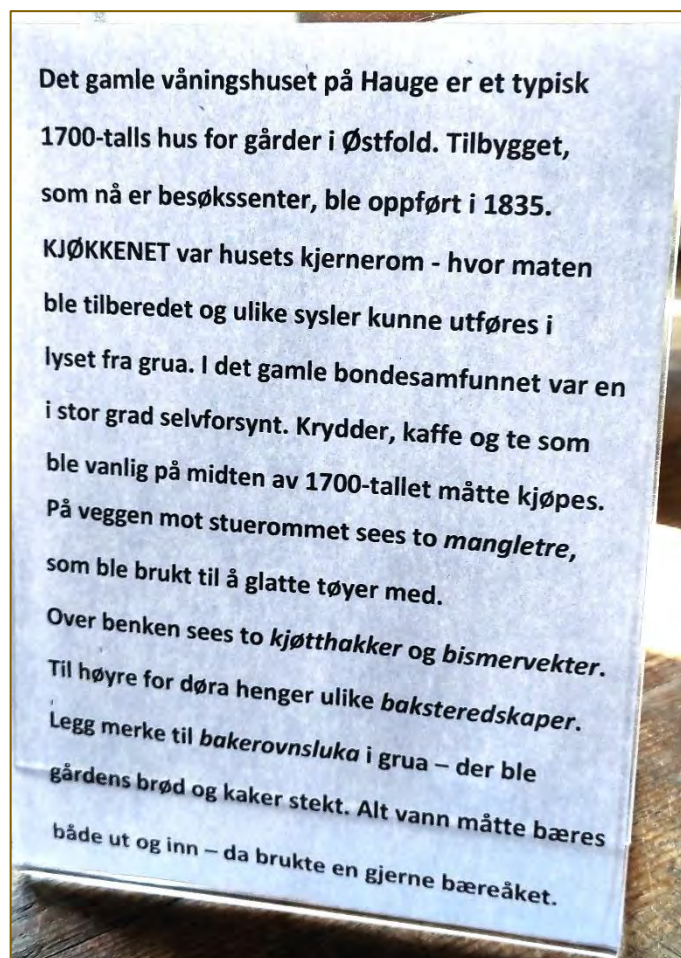 Det gamle våningshuset på Hauge er et typisk
1700-talls hus for gårder i Østfold. Tilbygget,
som nå er besøkssenter, ble oppført i 1835.
KJØKKENET var husets kjernerom - hvor maten
ble tilberedet og ulike sysler kunne utføres i
lyset fra grua. I det gamle bondesamfunnet var en
i stor grad selvforsynt. Krydder, kaffe og te som
ble vanlig på midten av 1700-tallet måtte kjøpes.
På veggen mot stuerommet sees to mangletre,
som ble brukt til å glatte tøyer med.
Over benken sees to kjøtthakker og bismervekter.
Til høyre for døra henger ulike baksteredskaper.
Legg merke til bakerovnsluka i grua – der ble
gårdens brød og kaker stekt. Alt vann måtte bæres
både ut og inn – da brukte en gjerne bæreåket.